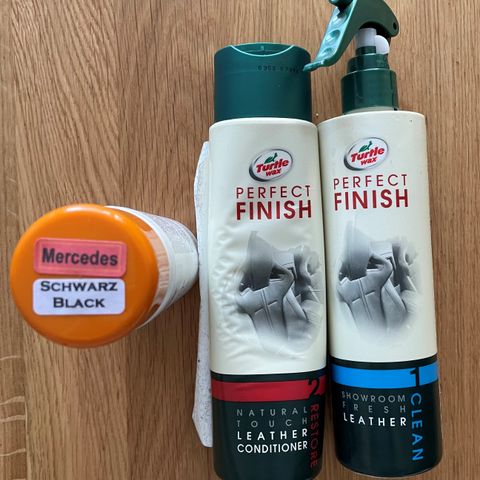 Mercedes
SCHWARZ
BLACK
Turtle
wax
PERFECT
FINISH
2 RESTORE
NATURAL
TOUCH
LEATHER
CONDITIONER
Turtle
wax
PERFECT
FINISH
1 CLEAN
SHOWROOM
FRESH
LEATHER